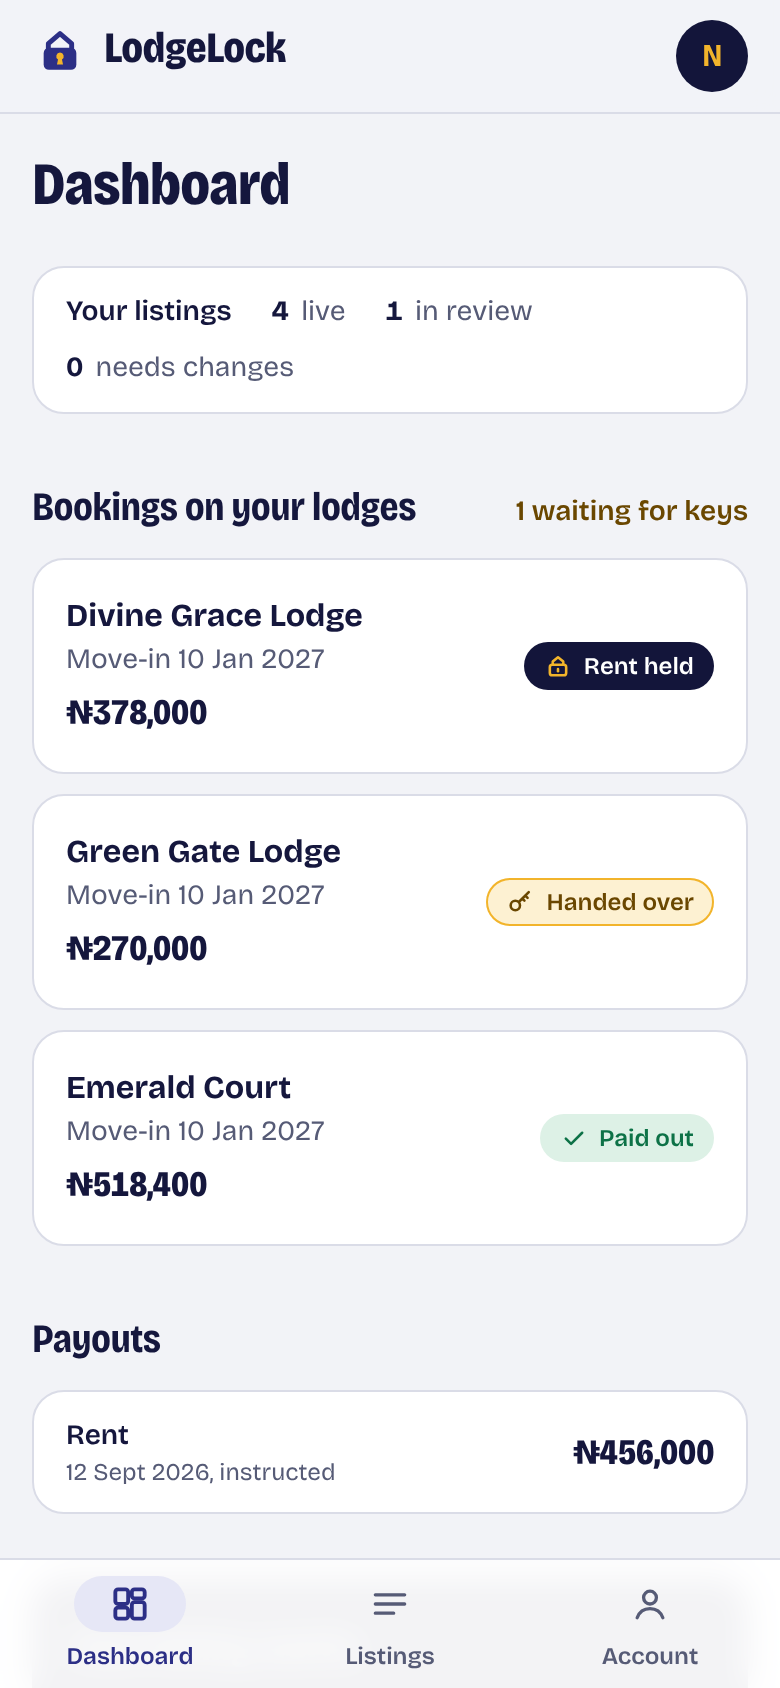 LodgeLock
N
Dashboard
Your listings 4 live 1 in review
0 needs changes
Bookings on your lodges 1 waiting for keys
Divine Grace Lodge
Move-in 10 Jan 2027
₦378,000
Rent held
Green Gate Lodge
Move-in 10 Jan 2027
₦270,000
Handed over
Emerald Court
Move-in 10 Jan 2027
₦518,400
Paid out
Payouts
Rent
12 Sept 2026, instructed
₦456,000
Dashboard Listings Account